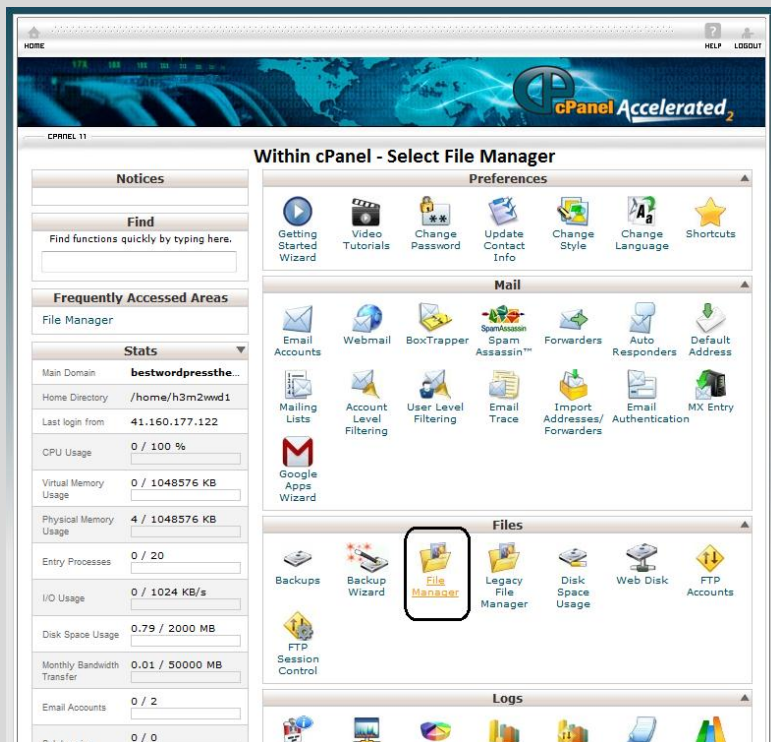 HOME
HELP LOGOUT
cPanel Accelerated2
CPANEL 11
Within cPanel - Select File Manager
Notices
Find
Find functions quickly by typing here.
Frequently Accessed Areas
File Manager
Stats
Main Domain bestwordpressthe...
Home Directory /home/h3m2wwd1
Last login from 41.160.177.122
CPU Usage 0 / 100 %
Virtual Memory
Usage
0 / 1048576 KB
Physical Memory
Usage
4 / 1048576 KB
Entry Processes 0 / 20
I/O Usage 0 / 1024 KB/s
Disk Space Usage 0.79 / 2000 MB
Monthly Bandwidth
Transfer
0.01 / 50000 MB
Email Accounts 0 / 2
0 / 0
Preferences
Getting
Started
Wizard
Video
Tutorials
Change
Password
Update
Contact
Info
Change
Style
Change
Language
Shortcuts
Mail
Email
Accounts
Webmail
BoxTrapper
SpamAssassin
Spam
Assassin™
Forwarders
Auto
Responders
Default
Address
Mailing
Lists
Account
Level
Filtering
User Level
Filtering
Email
Trace
Import
Addresses/
Forwarders
Email
Authentication
MX Entry
Google
Apps
Wizard
Files
Backups
Backup
Wizard
File
Manager
Legacy
File
Manager
Disk
Space
Usage
Web Disk
FTP
Accounts
FTP
Session
Control
Logs